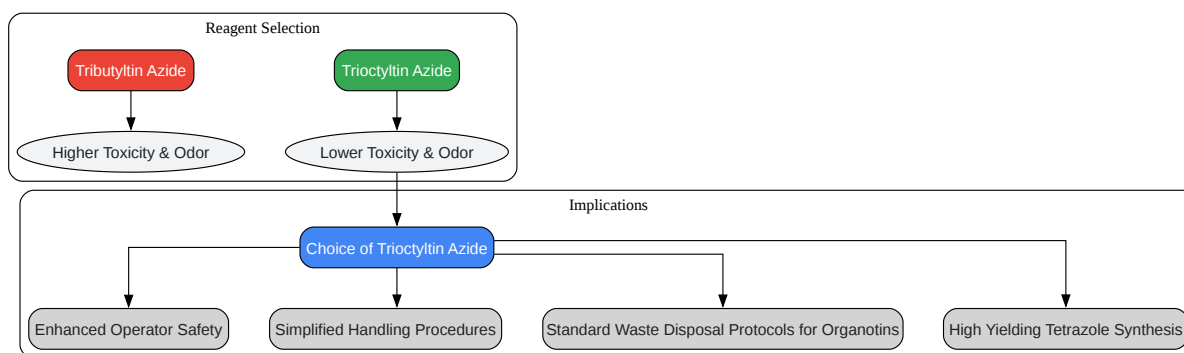 Reagent Selection
Tributyltin Azide
Trioctyltin Azide
Higher Toxicity & Odor
Lower Toxicity & Odor
Implications
Choice of Trioctyltin Azide
Enhanced Operator Safety
Simplified Handling Procedures
Standard Waste Disposal Protocols for Organotins
High Yielding Tetrazole Synthesis